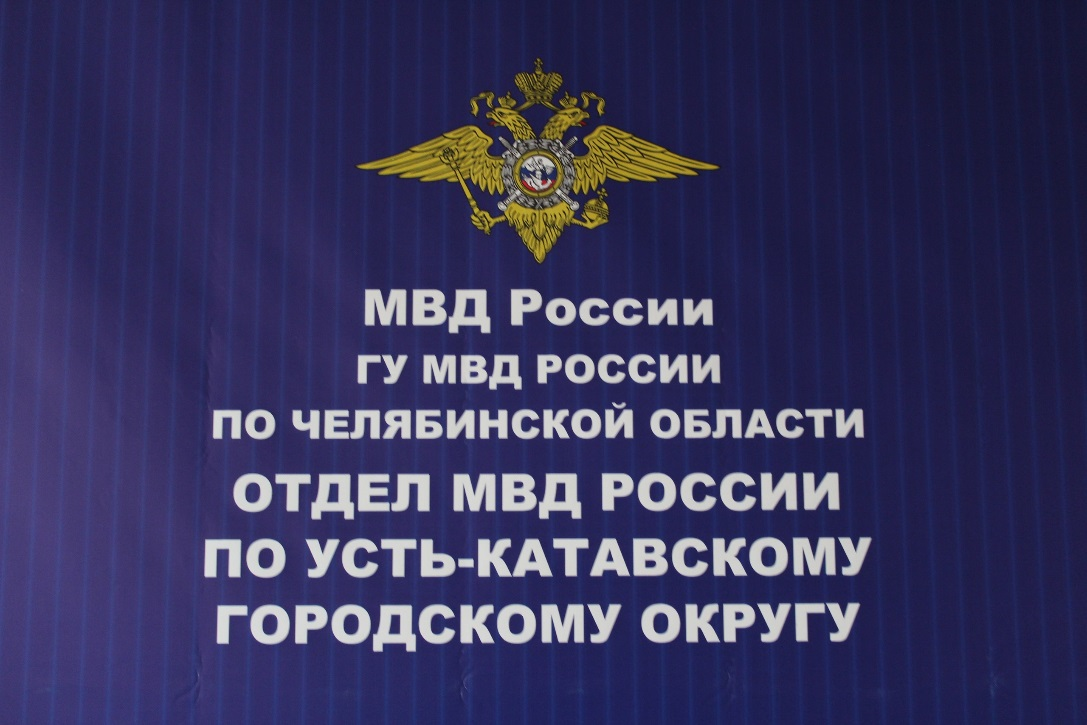 МВД России
ГУ МВД РОССИИ
ПО ЧЕЛЯБИНСКОЙ ОБЛАСТИ
ОТДЕЛ МВД РОССИИ
ПО УСТЬ-КАТАВСКОМУ
ГОРОДСКОМУ ОКРУГУ